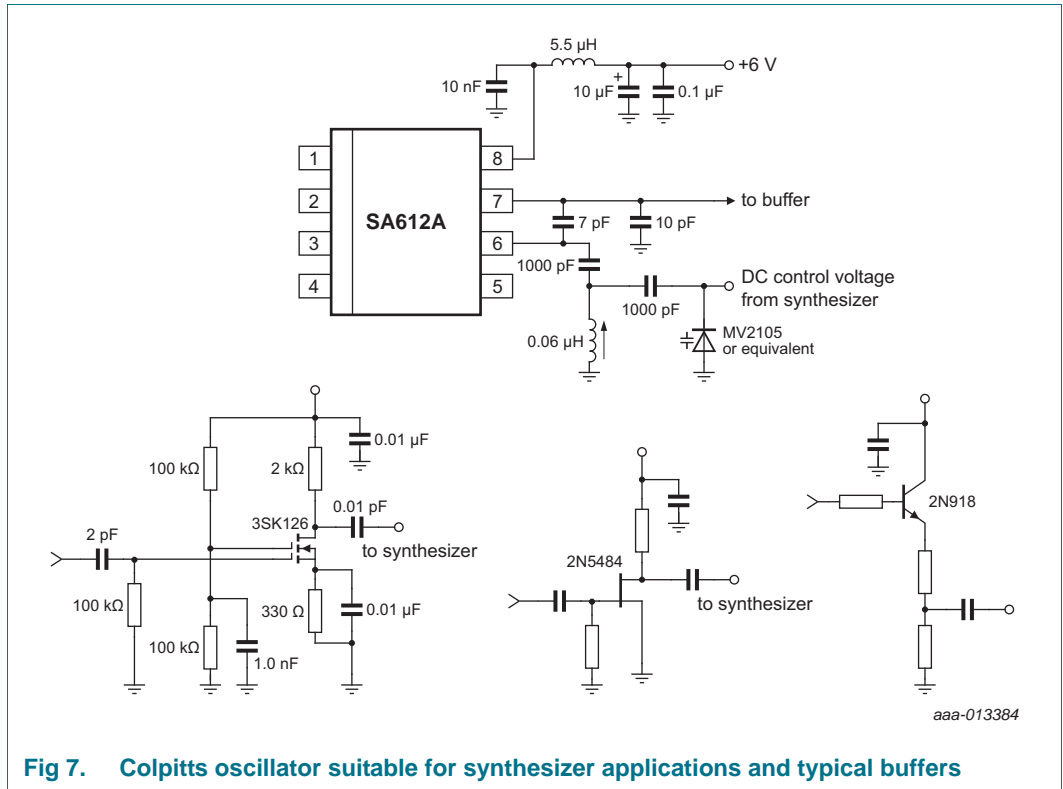 5.5 µH
+6 V
10 nF
+
10 µF
0.1 µF
1
8
2
SA612A
7
to buffer
7 pF
10 pF
3
6
1000 pF
4
5
DC control voltage
from synthesizer
1000 pF
0.06 µH
MV2105
or equivalent
0.01 µF
100 kΩ
2 kΩ
0.01 pF
3SK126
to synthesizer
2 pF
100 kΩ
330 Ω
0.01 µF
100 kΩ
1.0 nF
2N5484
to synthesizer
2N918
aaa-013384
Fig 7. Colpitts oscillator suitable for synthesizer applications and typical buffers